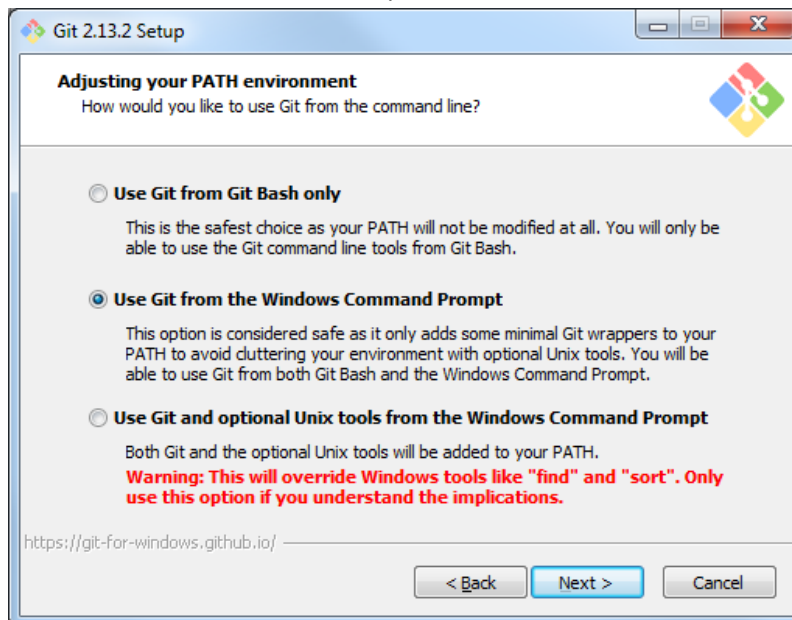 Git 2.13.2 Setup
Adjusting your PATH environment
How would you like to use Git from the command line?
Use Git from Git Bash only
This is the safest choice as your PATH will not be modified at all. You will only be
able to use the Git command line tools from Git Bash.
Use Git from the Windows Command Prompt
This option is considered safe as it only adds some minimal Git wrappers to your
PATH to avoid cluttering your environment with optional Unix tools. You will be
able to use Git from both Git Bash and the Windows Command Prompt.
Use Git and optional Unix tools from the Windows Command Prompt
Both Git and the optional Unix tools will be added to your PATH.
Warning: This will override Windows tools like "find" and "sort". Only
use this option if you understand the implications.
https://git-for-windows.github.io/
< Back Next > Cancel